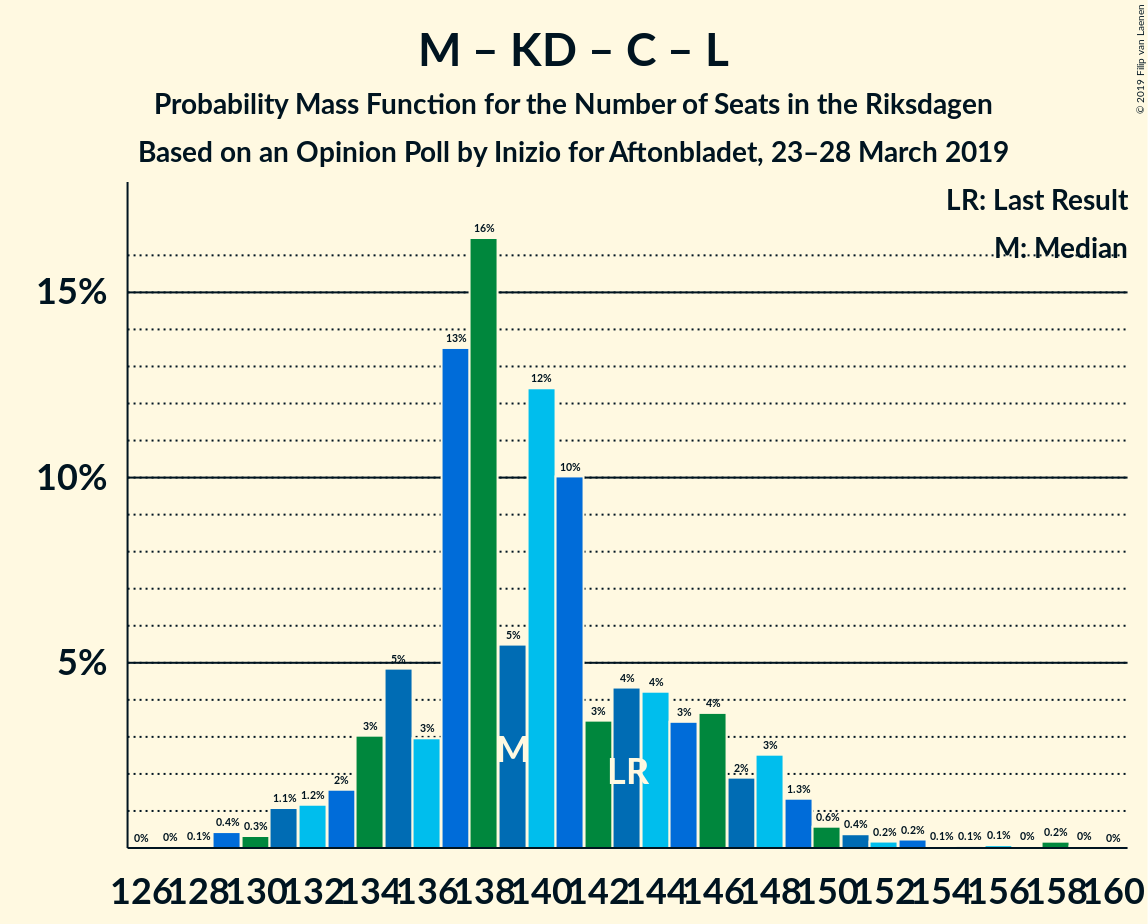 M – KD – C – L
Probability Mass Function for the Number of Seats in the Riksdagen
Based on an Opinion Poll by Inizio for Aftonbladet, 23–28 March 2019
© 2019 Filip van Laenen
LR: Last Result
M: Median
15%
10%
5%
0% 0% 0.1% 0.4% 0.3% 1.1% 1.2% 2% 3% 5% 3% 13% 16% 5% 12% 10% 3% 4% 4% 3% 4% 2% 3% 1.3% 0.6% 0.4% 0.2% 0.2% 0.1% 0.1% 0.1% 0% 0.2% 0% 0%
M
LR
126 128 130 132 134 136 138 140 142 144 146 148 150 152 154 156 158 160